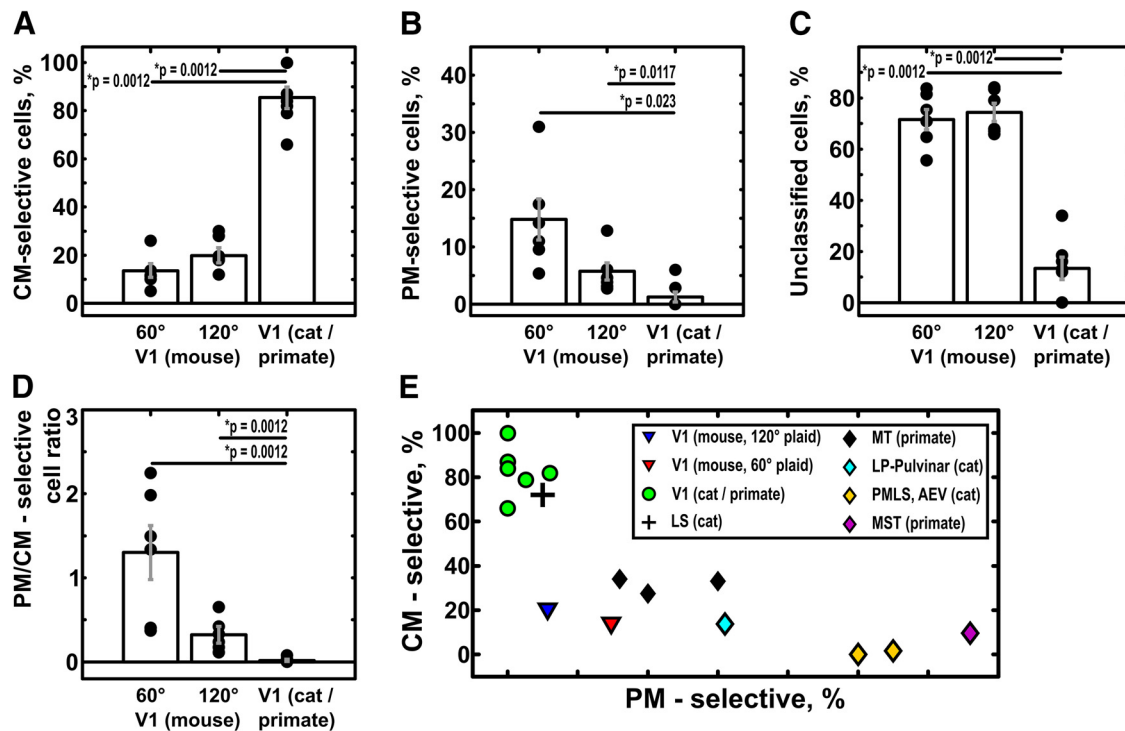 A
CM-selective cells, %
100
80
60
40
20
0
*p = 0.0012
*p = 0.0012
60° 120° V1 (cat /
V1 (mouse) primate)
B
PM-selective cells, %
40
30
20
10
0
*p = 0.0117
*p = 0.023
60° 120° V1 (cat /
V1 (mouse) primate)
C
Unclassified cells, %
80
60
40
20
0
*p = 0.0012
*p = 0.0012
60° 120° V1 (cat /
V1 (mouse) primate)
D
PM/CM - selective
cell ratio
3
2
1
0
*p = 0.0012
*p = 0.0012
60° 120° V1 (cat /
V1 (mouse) primate)
E
CM - selective, %
100
80
60
40
20
0
V1 (mouse, 120° plaid)
V1 (mouse, 60° plaid)
V1 (cat / primate)
LS (cat)
MT (primate)
LP-Pulvinar (cat)
PMLS, AEV (cat)
MST (primate)
PM - selective, %